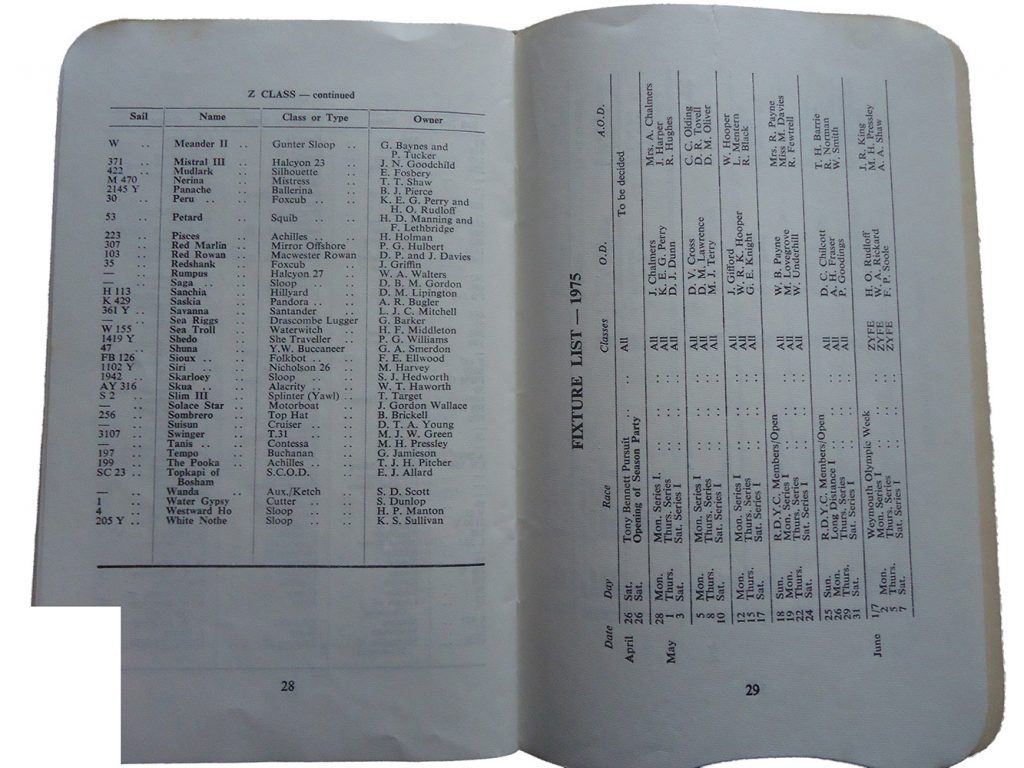 Z CLASS — continued
Sail Name Class or Type Owner
W .. Meander II .. Gunter Sloop .. G. Baynes and
P. Tucker
371 .. Mistral III .. Halcyon 23 .. J. N. Goodchild
422 .. Mudlark .. Silhouette .. E. Fosbery
M 470 Nerina .. Mistress .. T. T. Shaw
2145 Y Panache .. Ballerina .. B. J. Pierce
30 .. Peru .. .. Foxcub .. .. K. E. G. Perry and
H. O. Rudloff
53 .. Petard .. Squib .. .. H. D. Manning and
F. Lethbridge
223 .. Pisces .. Achilles .. .. H. Holman
307 .. Red Marlin .. Mirror Offshore P. G. Hulbert
103 .. Red Rowan .. Macwester Rowan D. P. and J. Davies
35 .. Redshank .. Foxcub .. J. Griffin
— .. Rumpus .. Halcyon 27 .. W. A. Walters
— .. Saga .. .. Sloop .. .. D. B. M. Gordon
H 113 Sanchia .. Hillyard .. D. M. Lipington
K 429 Saskia .. Pandora .. .. A. R. Bugler
361 Y .. Savanna .. Santander .. L. J. C. Mitchell
— .. Sea Riggs .. Drascombe Lugger G. Barker
W 155 Sea Troll .. Waterwitch .. H. F. Middleton
1419 Y Shedo .. She Traveller .. P. G. Williams
47 .. Shuna .. Y.W. Buccaneer G. A. Smerdon
FB 126 Sioux .. .. Folkbot .. .. F. E. Ellwood
1102 Y Siri .. .. Nicholson 26 .. M. Harvey
1942 .. Skarloey .. Sloop .. .. S. J. Hedworth
AY 316 Skua .. .. Alacrity .. .. W. T. Haworth
S 2 .. Slim III .. Splinter (Yawl) .. T. Target
— .. Solace Star .. Motorboat .. J. Gordon Wallace
256 .. Sombrero .. Top Hat .. B. Brickell
— .. Suisun .. Cruiser .. .. D. T. A. Young
3107 .. Swinger .. T.31 .. .. M. J. W. Green
— .. Tanis .. .. Contessa .. M. H. Pressley
197 .. Tempo .. Buchanan .. G. Jamieson
199 .. The Pooka .. Achilles .. .. T. J. H. Pitcher
SC 23 .. Topkapi of S.C.O.D. .. E. J. Allard
Bosham
— .. Wanda .. Aux./Ketch .. S. D. Scott
1 .. Water Gypsy Cutter .. .. S. Dunlop
4 .. Westward Ho Sloop .. .. H. P. Manton
205 Y .. White Nothe Sloop .. .. K. S. Sullivan
28
FIXTURE LIST — 1975
Date Day Race Classes O.D. A.O.D.
April 26 Sat. Tony Bennett Pursuit .. .. All To be decided
26 Sat. Opening of Season Party
28 Mon. Mon. Series I .. .. All J. Chalmers Mrs. A. Chalmers
May 1 Thurs. Thurs. Series I .. .. All K. E. G. Perry J. Harper
3 Sat. Sat. Series I .. .. All D. J. Dunn R. Hughes
5 Mon. Mon. Series I .. .. All D. V. Cross C. C. Olding
8 Thurs. Thurs. Series .. .. All D. M. Lawrence D. R. Tovell
10 Sat. Sat. Series I .. .. All M. J. Terry D. M. Oliver
12 Mon. Mon. Series I .. .. All J. Gifford W. Hooper
15 Thurs. Thurs. Series .. .. All W. R. K. Hooper L. Mentern
17 Sat. Sat. Series I .. .. All G. E. Knight R. Black
18 Sun. R.D.Y.C. Members/Open .. All W. B. Payne Mrs. R. Payne
19 Mon. Mon. Series I .. .. All M. Lovegrove Miss M. Davies
22 Thurs. Thurs. Series .. .. All W. Underhill R. Fewtrell
24 Sat. Sat. Series I .. .. All
25 Sun. R.D.Y.C. Members/Open .. All D. C. Chilcott T. H. Barrie
26 Mon. Long Distance I .. .. All A. H. Fraser R. Norman
29 Thurs. Thurs. Series .. .. All P. Goodings W. Smith
31 Sat. Sat. Series I .. ..
June 1/7 Weymouth Olympic Week .. ZYFE H. O. Rudloff J. R. King
2 Mon. Mont. Series I .. .. ZYFE W. A. Rickard M. H. Pressley
5 Thurs. Thurs. Series .. .. ZYFE F. P. Soole A. A. Shaw
7 Sat. Sat. Series I .. ..
29